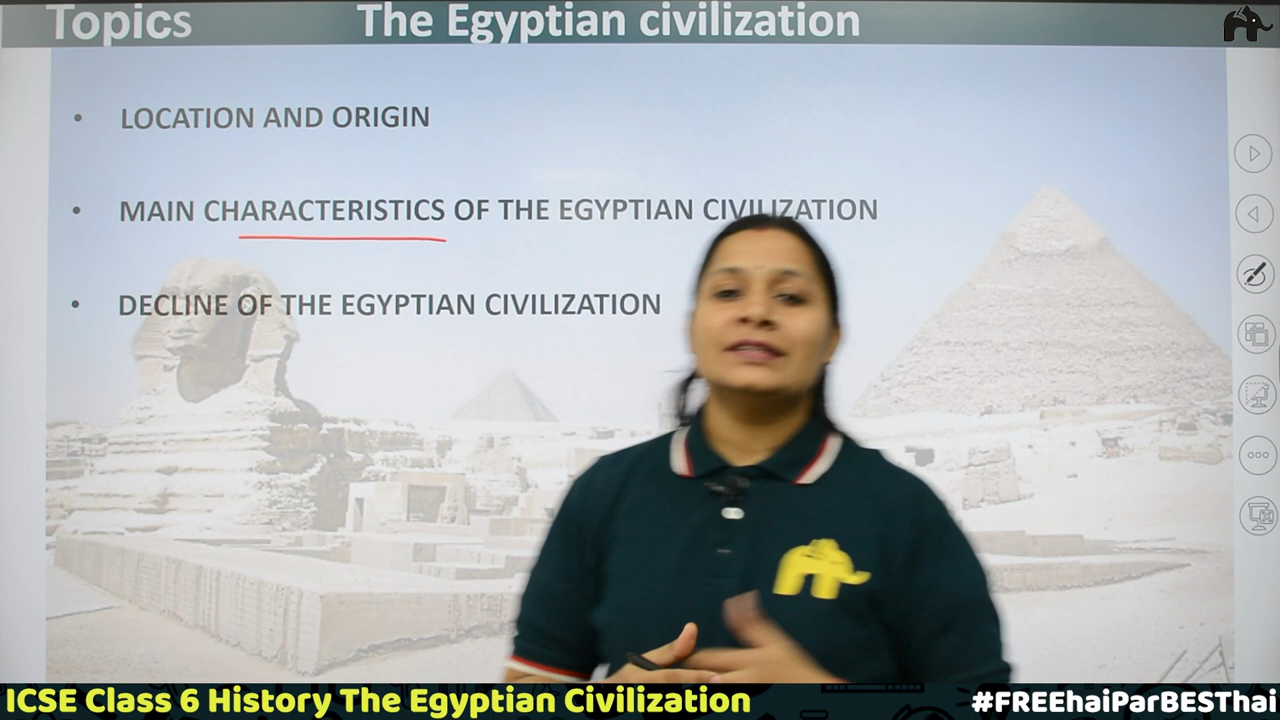 Topics The Egyptian civilization
• LOCATION AND ORIGIN
• MAIN CHARACTERISTICS OF THE EGYPTIAN CIVILIZATION
• DECLINE OF THE EGYPTIAN CIVILIZATION
ICSE Class 6 History The Egyptian Civilization #FREEhaiParBESThai